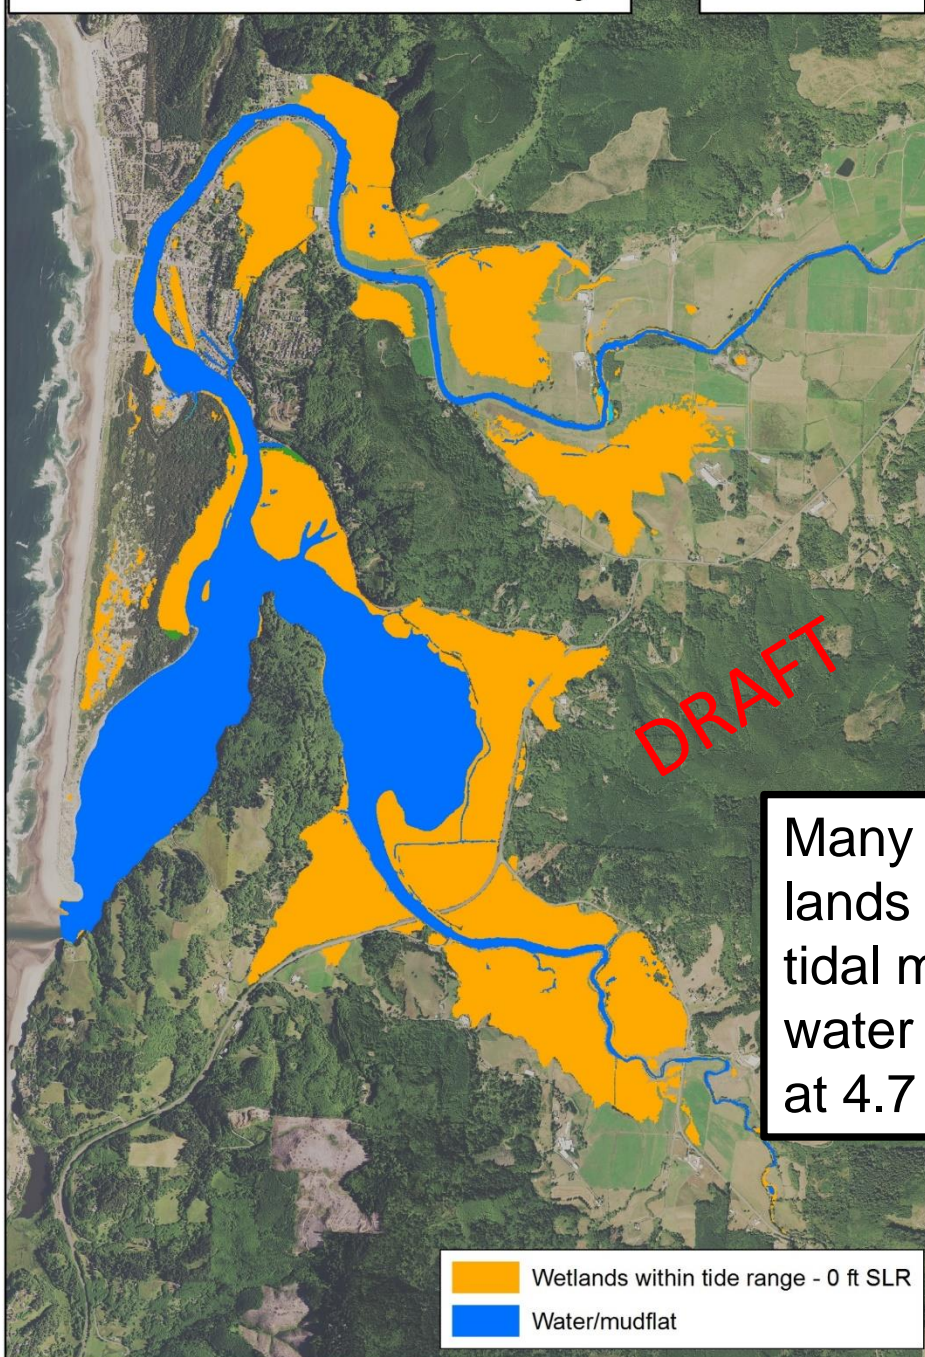 DRAFT
Many
lands
tidal
water
at 4.7
Wetlands within tide range - 0 ft SLR
Water/mudflat